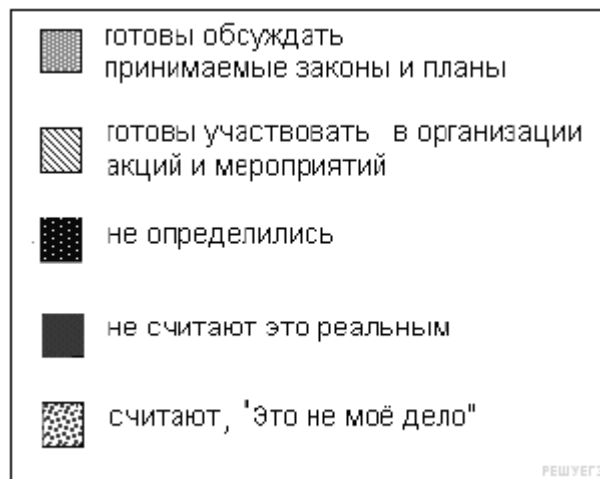 готовы обсуждать
принимаемые законы и планы
готовы участвовать в организации
акций и мероприятий
не определились
не считают это реальным
считают, "Это не моё дело"
РЕШУЕГЭ